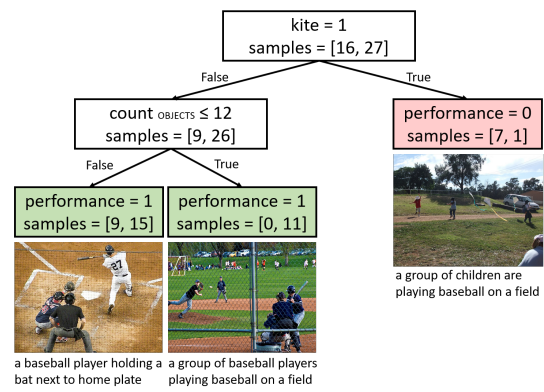 kite = 1
samples = [16, 27]
False
True
count OBJECTS ≤ 12
samples = [9, 26]
performance = 0
samples = [7, 1]
False
True
performance = 1
samples = [9, 15]
performance = 1
samples = [0, 11]
27
a group of children are
playing baseball on a field
a baseball player holding a
bat next to home plate
a group of baseball players
playing baseball on a field